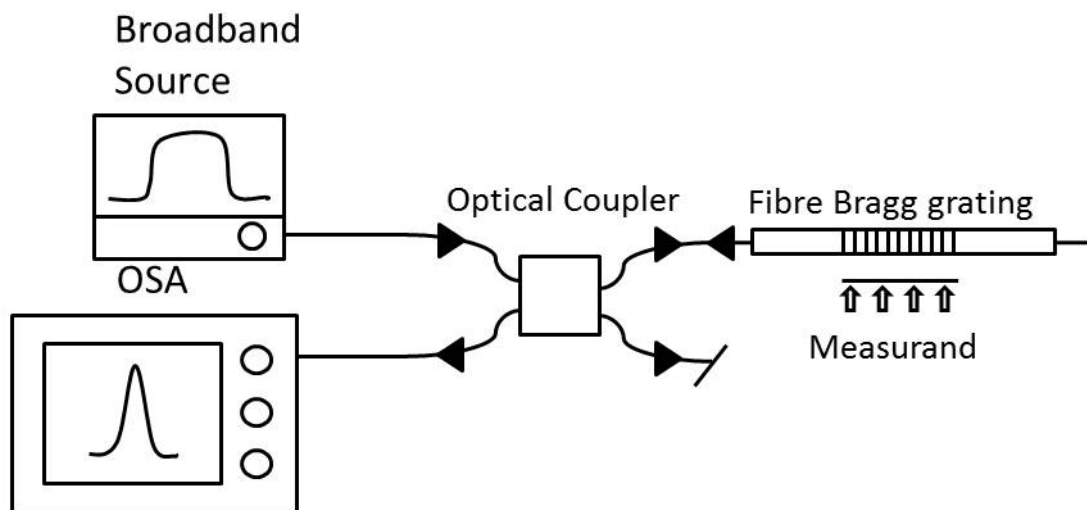 Broadband
Source
OSA
Optical Coupler
Fibre Bragg grating
Measurand